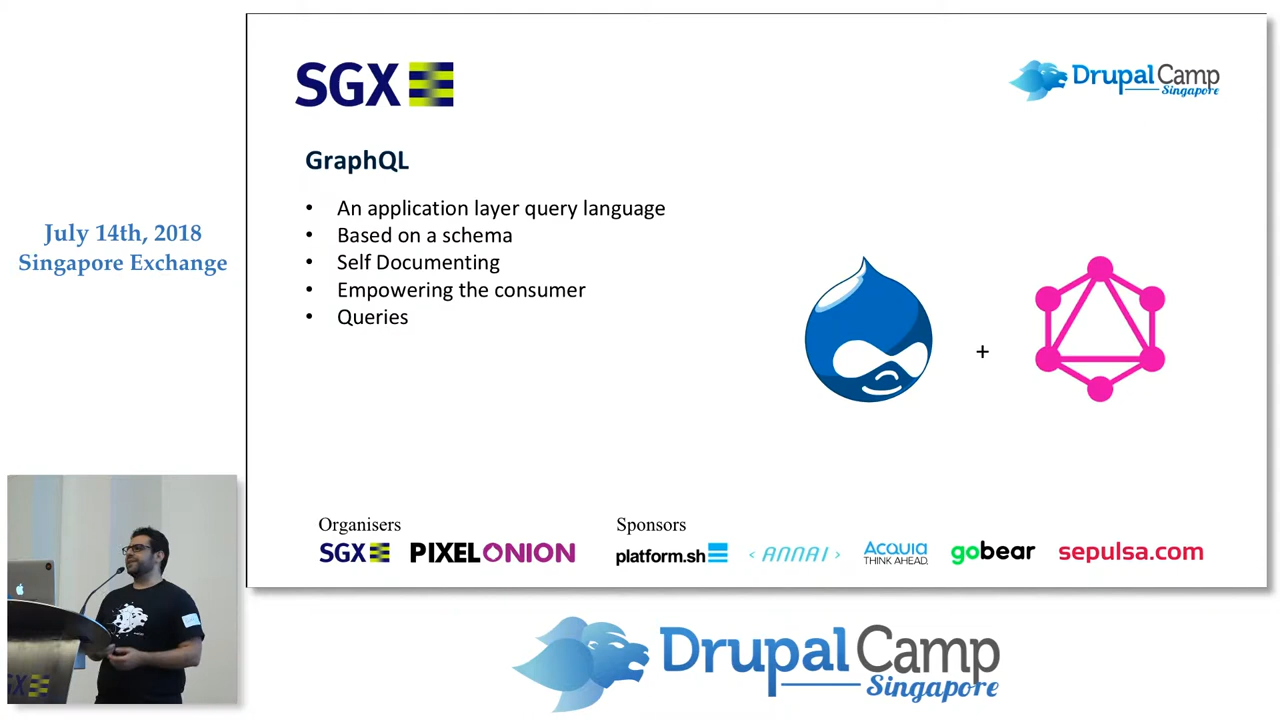 SGX
DrupalCamp
Singapore
GraphQL
• An application layer query language
• Based on a schema
• Self Documenting
• Empowering the consumer
• Queries
+
July 14th, 2018
Singapore Exchange
Organisers
Sponsors
SGX
PIXELONION
platform.sh
<ANNAI>
ACQUIA
THINK AHEAD.
gobear
sepulsa.com
SGX
DrupalCamp
Singapore